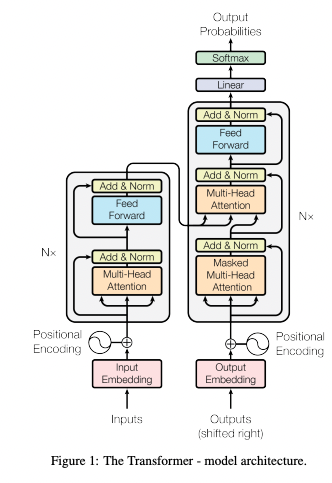 Output
Probabilities
Softmax
Linear
Add & Norm
Feed
Forward
Add & Norm
Multi-Head
Attention
Add & Norm
Masked
Multi-Head
Attention
N×
Add & Norm
Feed
Forward
Add & Norm
Multi-Head
Attention
N×
Positional
Encoding
Positional
Encoding
Input
Embedding
Output
Embedding
Inputs
Outputs
(shifted right)
Figure 1: The Transformer - model architecture.